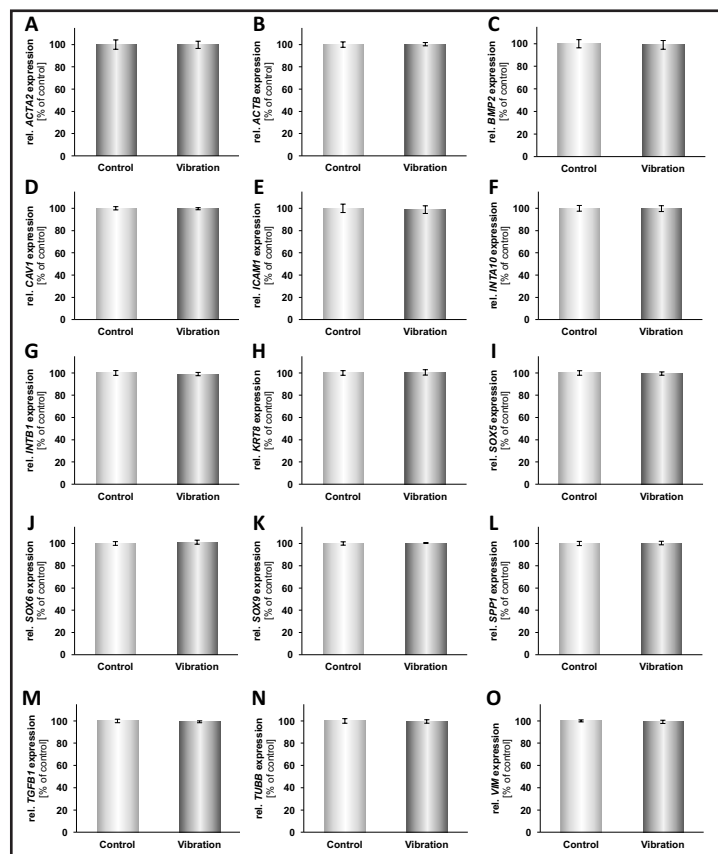 A
rel. ACTA2 expression
[% of control]
100
80
60
40
20
0
Control Vibration
B
rel. ACTB expression
[% of control]
100
80
60
40
20
0
Control Vibration
C
rel. BMP2 expression
[% of control]
100
80
60
40
20
0
Control Vibration
D
rel. CAV1 expression
[% of control]
100
80
60
40
20
0
Control Vibration
E
rel. ICAM1 expression
[% of control]
100
80
60
40
20
0
Control Vibration
F
rel. INTA10 expression
[% of control]
100
80
60
40
20
0
Control Vibration
G
rel. INTB1 expression
[% of control]
100
80
60
40
20
0
Control Vibration
H
rel. KRT8 expression
[% of control]
100
80
60
40
20
0
Control Vibration
I
rel. SOX5 expression
[% of control]
100
80
60
40
20
0
Control Vibration
J
rel. SOX6 expression
[% of control]
100
80
60
40
20
0
Control Vibration
K
rel. SOX9 expression
[% of control]
100
80
60
40
20
0
Control Vibration
L
rel. SPP1 expression
[% of control]
100
80
60
40
20
0
Control Vibration
M
rel. TGFB1 expression
[% of control]
100
80
60
40
20
0
Control Vibration
N
rel. TUBB expression
[% of control]
100
80
60
40
20
0
Control Vibration
O
rel. VIM expression
[% of control]
100
80
60
40
20
0
Control Vibration